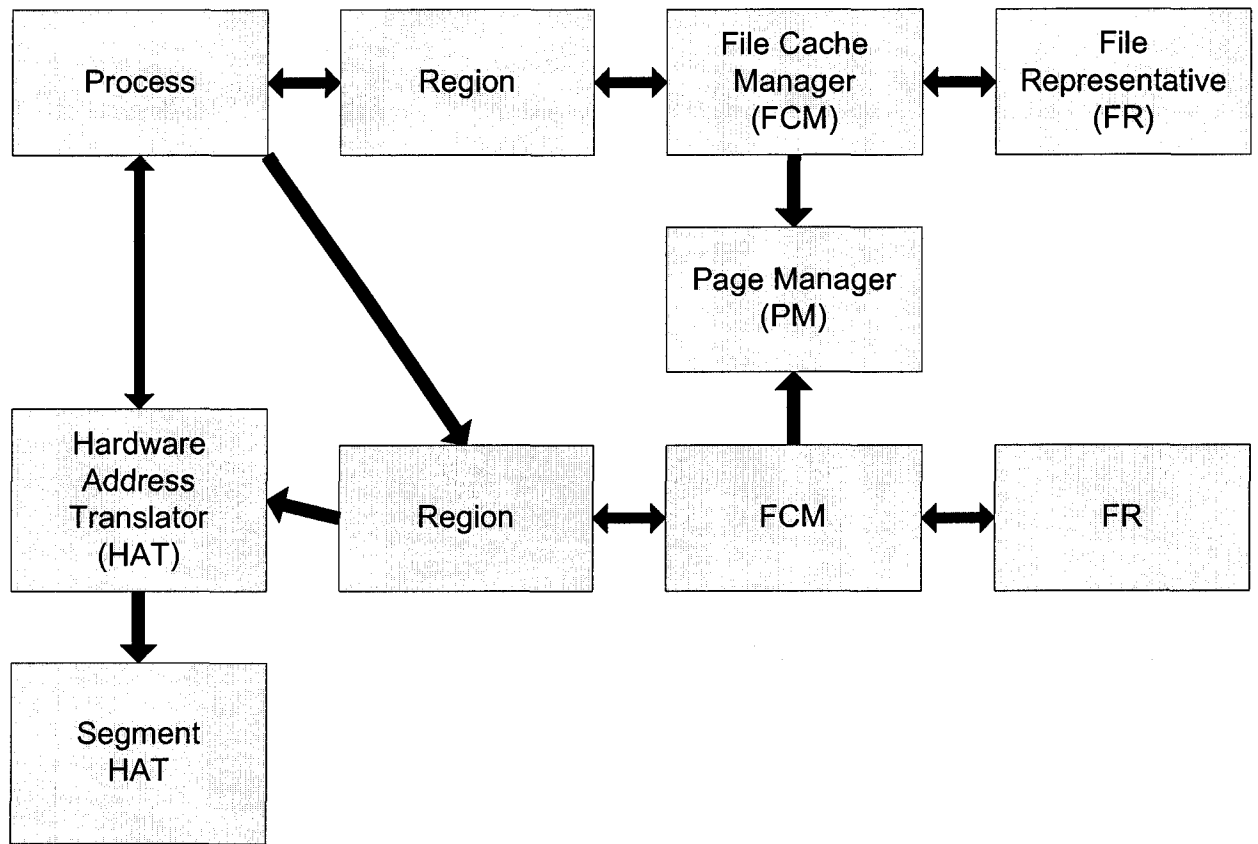 Process
Region
File Cache
Manager
(FCM)
File
Representative
(FR)
Page Manager
(PM)
Hardware
Address
Translator
(HAT)
Region
FCM
FR
Segment
HAT